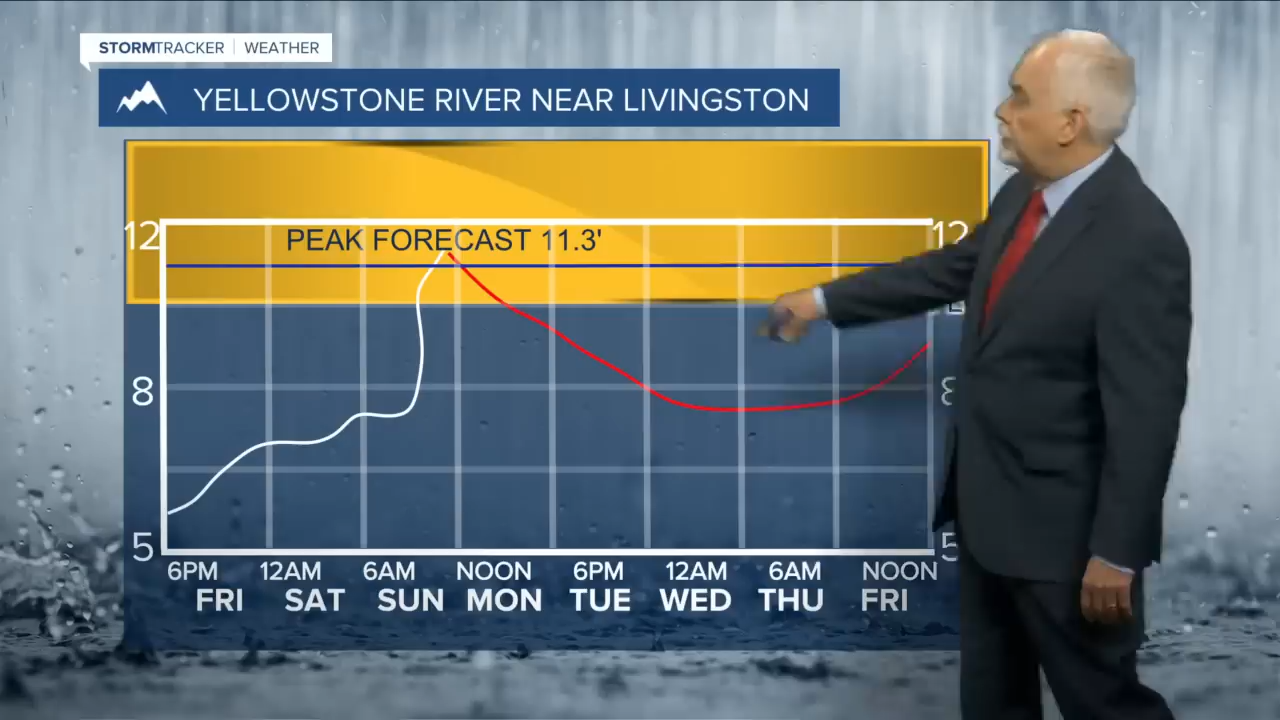 STORMTRACKER | WEATHER
YELLOWSTONE RIVER NEAR LIVINGSTON
12 12
PEAK FORECAST 11.3'
8 8
5 5
6PM 12AM 6AM NOON 6PM 12AM 6AM NOON
FRI SAT SUN MON TUE WED THU FRI